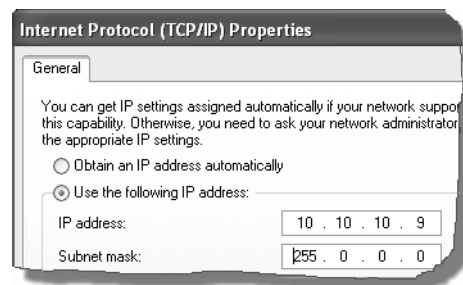 Internet Protocol (TCP/IP) Properties
General
You can get IP settings assigned automatically if your network
this capability. Otherwise, you need to ask your network administrator
the appropriate IP settings.
Obtain an IP address automatically
Use the following IP address:
IP address: 10 . 10 . 10 . 9
Subnet mask: 255 . 0 . 0 . 0